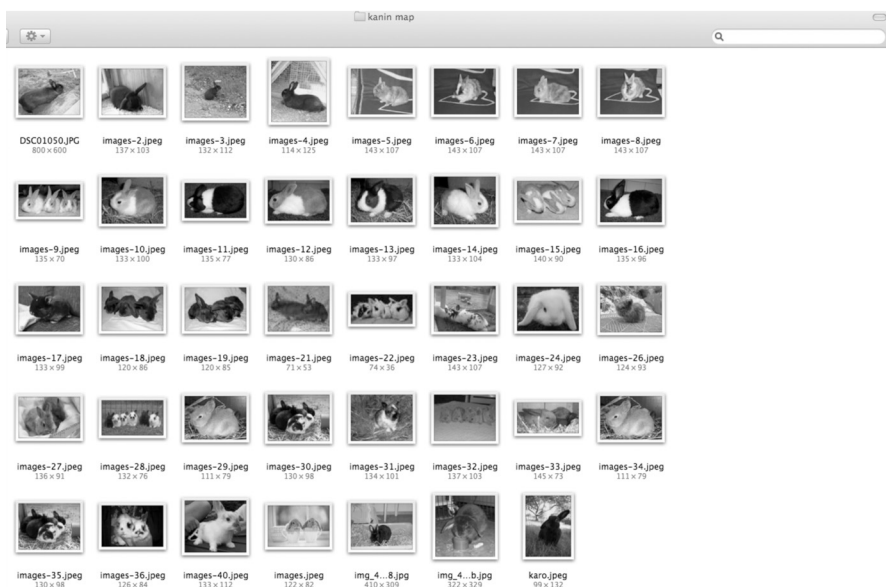 kanin map
DSC01050.JPG images-2.jpeg images-3.jpeg images-4.jpeg images-5.jpeg images-6.jpeg images-7.jpeg images-8.jpeg
800 × 600 137 × 103 132 × 112 114 × 125 143 × 107 143 × 107 143 × 107 143 × 107
images-9.jpeg images-10.jpeg images-11.jpeg images-12.jpeg images-13.jpeg images-14.jpeg images-15.jpeg images-16.jpeg
135 × 70 133 × 100 135 × 77 130 × 86 133 × 97 133 × 104 140 × 90 135 × 96
images-17.jpeg images-18.jpeg images-19.jpeg images-21.jpeg images-22.jpeg images-23.jpeg images-24.jpeg images-26.jpeg
133 × 99 120 × 86 120 × 85 71 × 53 74 × 36 143 × 107 127 × 92 124 × 93
images-27.jpeg images-28.jpeg images-29.jpeg images-30.jpeg images-31.jpeg images-32.jpeg images-33.jpeg images-34.jpeg
136 × 91 132 × 76 111 × 79 130 × 98 134 × 101 137 × 103 145 × 73 111 × 79
images-35.jpeg images-36.jpeg images-40.jpeg images.jpeg img_4...8.jpg img_4...b.jpg karo.jpeg
130 × 98 126 × 84 133 × 112 122 × 82 410 × 309 322 × 329 99 × 132